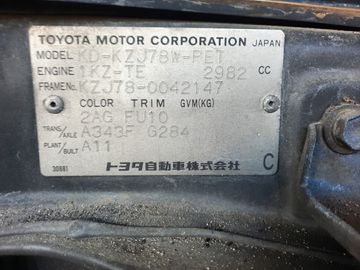 TOYOTA MOTOR CORPORATION JAPAN
MODEL KD-KZJ78W-PET
ENGINE 1KZ-TE 2982 CC
FRAME No. KZJ78-0042147
COLOR TRIM GVM(KG)
2AG FU10
TRANS/AXLE A343F G284
PLANT/BUILT A11
30881 トヨタ自動車株式会社 C